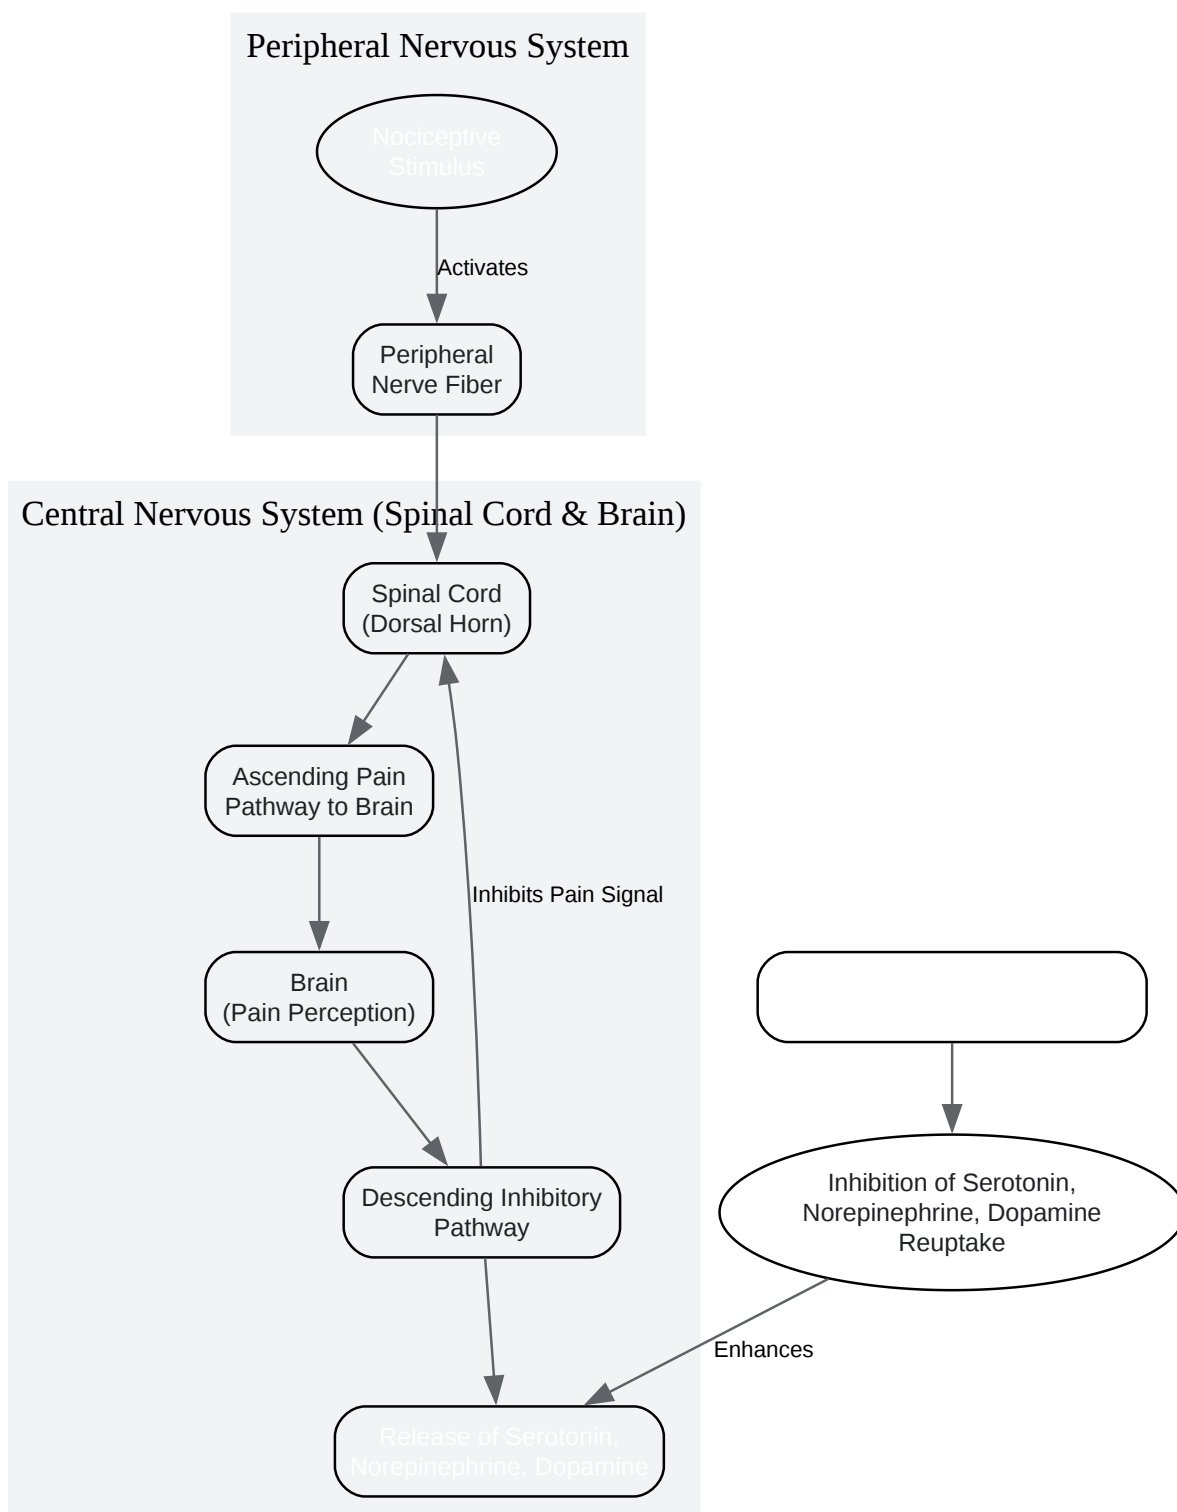 Peripheral Nervous System
Nociceptive
Stimulus
Activates
Peripheral
Nerve Fiber
Central Nervous System (Spinal Cord & Brain)
Spinal Cord
(Dorsal Horn)
Ascending Pain
Pathway to Brain
Inhibits Pain Signal
Brain
(Pain Perception)
Descending Inhibitory
Pathway
Inhibition of Serotonin,
Norepinephrine, Dopamine
Reuptake
Enhances
Release of Serotonin,
Norepinephrine, Dopamine